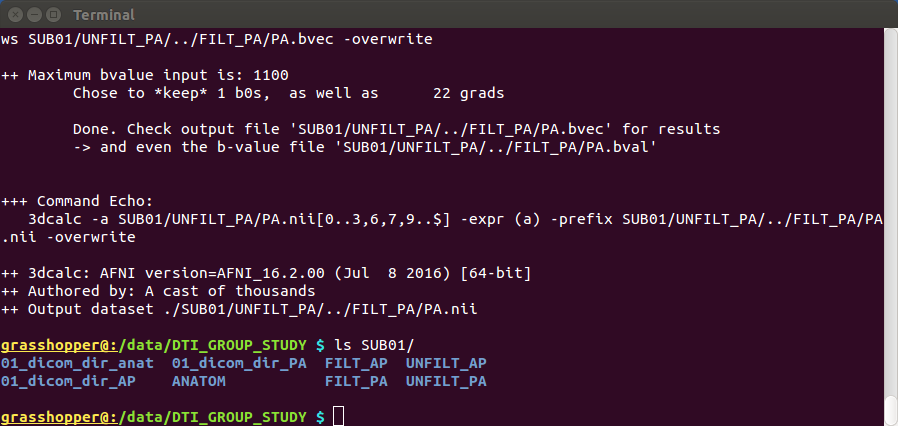 Terminal
ws SUB01/UNFILT_PA/../FILT_PA/PA.bvec -overwrite
++ Maximum bvalue input is: 1100
Chose to *keep* 1 b0s,  as well as      22 grads
Done. Check output file 'SUB01/UNFILT_PA/../FILT_PA/PA.bvec' for results
-> and even the b-value file 'SUB01/UNFILT_PA/../FILT_PA/PA.bval'
+++ Command Echo:
3dcalc -a SUB01/UNFILT_PA/PA.nii[0..3,6,7,9..$] -expr (a) -prefix SUB01/UNFILT_PA/../FILT_PA/PA
.nii -overwrite
++ 3dcalc: AFNI version=AFNI_16.2.00 (Jul  8 2016) [64-bit]
++ Authored by: A cast of thousands
++ Output dataset ./SUB01/UNFILT_PA/../FILT_PA/PA.nii
grasshopper@:/data/DTI_GROUP_STUDY $ ls SUB01/
01_dicom_dir_anat  01_dicom_dir_PA  FILT_AP  UNFILT_AP
01_dicom_dir_AP    ANATOM           FILT_PA  UNFILT_PA
grasshopper@:/data/DTI_GROUP_STUDY $